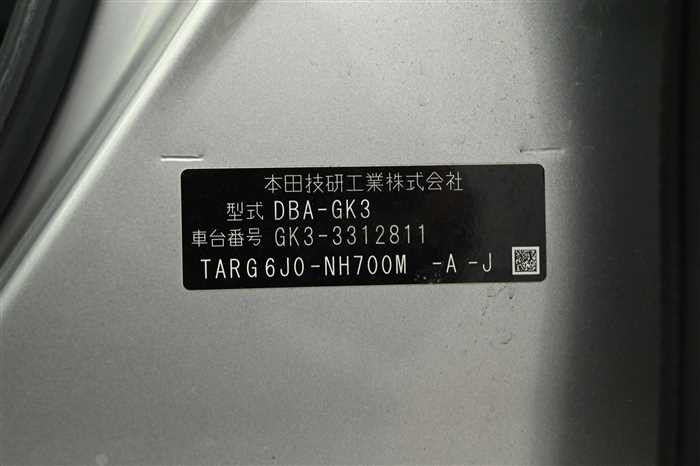 本田技研工業株式会社
型式 DBA-GK3
車台番号 GK3-3312811
TARG6J0-NH700M -A -J